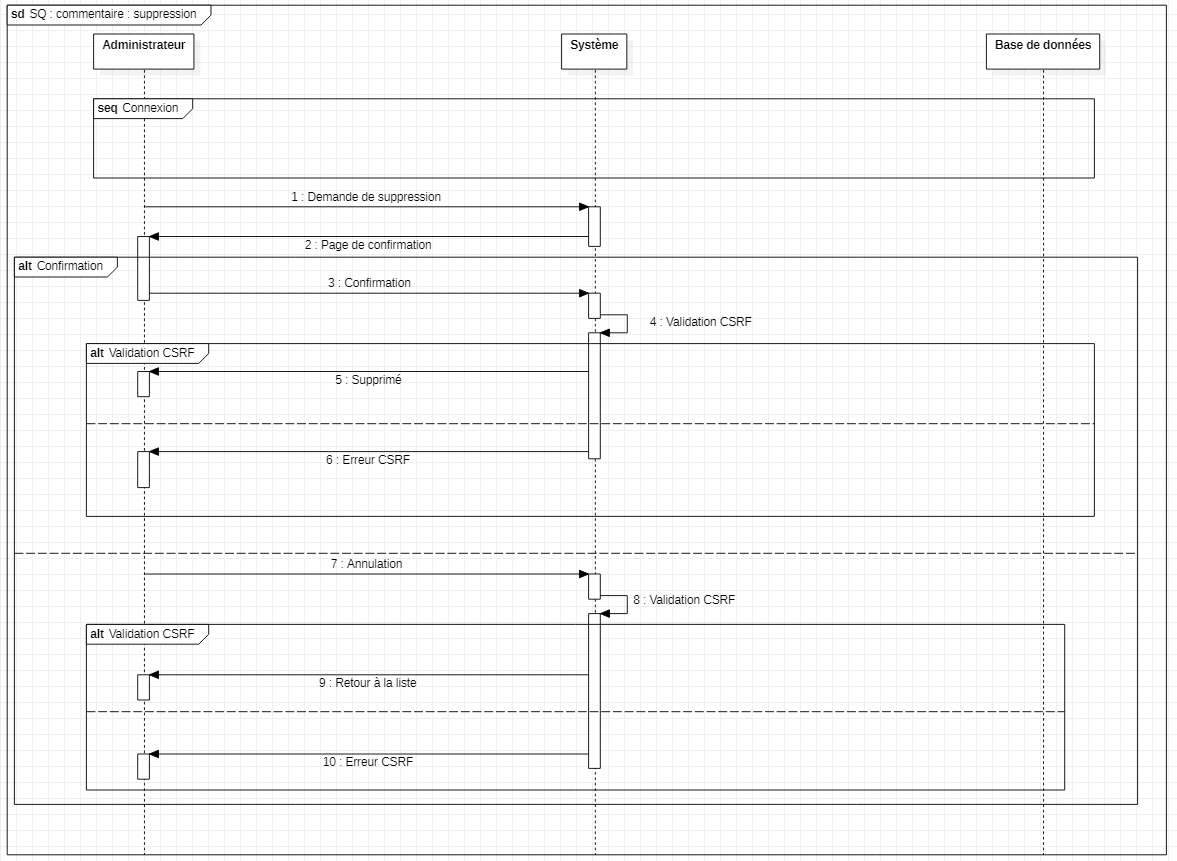 sd SQ : commentaire : suppression
Administrateur
Système
Base de données
seq Connexion
1 : Demande de suppression
2 : Page de confirmation
alt Confirmation
3 : Confirmation
4 : Validation CSRF
alt Validation CSRF
5 : Supprimé
6 : Erreur CSRF
7 : Annulation
8 : Validation CSRF
alt Validation CSRF
9 : Retour à la liste
10 : Erreur CSRF